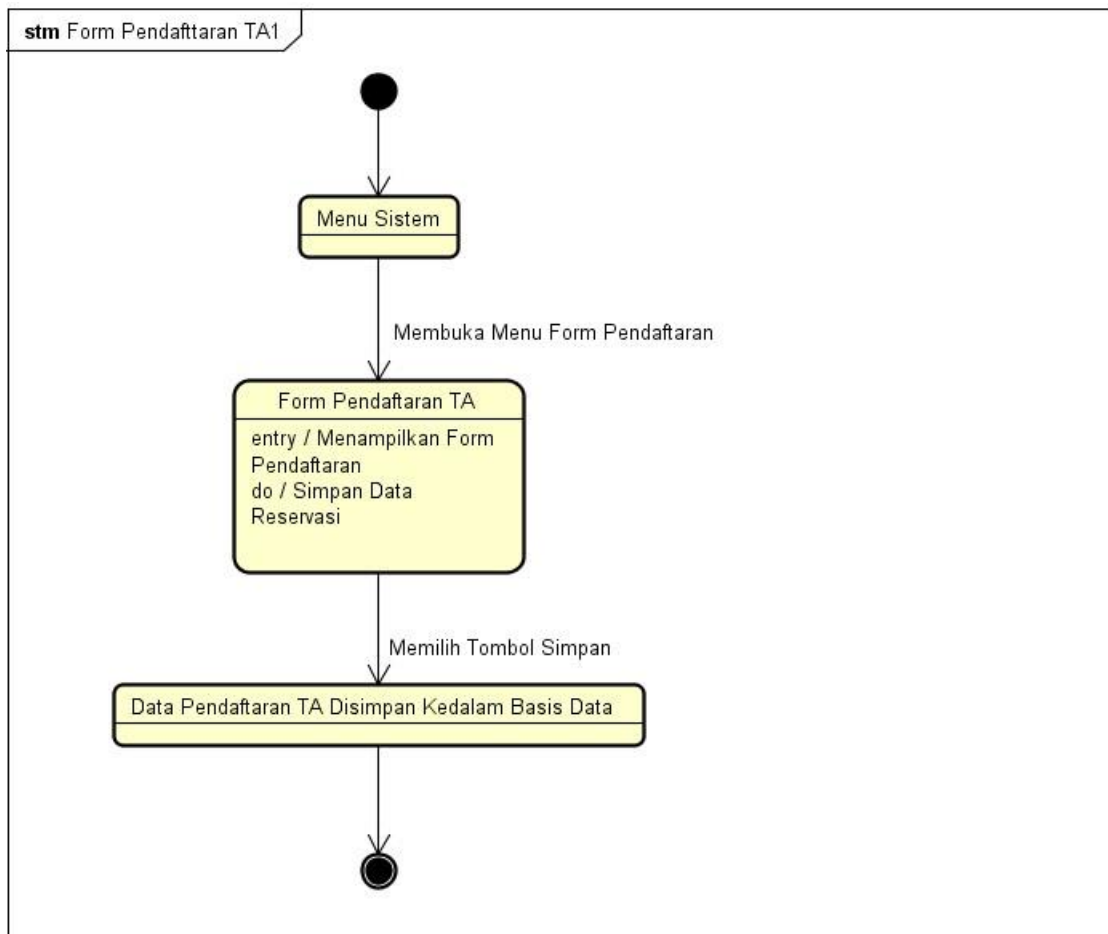 stm Form Pendafttaran TA1
Menu Sistem
Membuka Menu Form Pendaftaran
Form Pendaftaran TA
entry / Menampilkan Form
Pendaftaran
do / Simpan Data
Reservasi
Memilih Tombol Simpan
Data Pendaftaran TA Disimpan Kedalam Basis Data